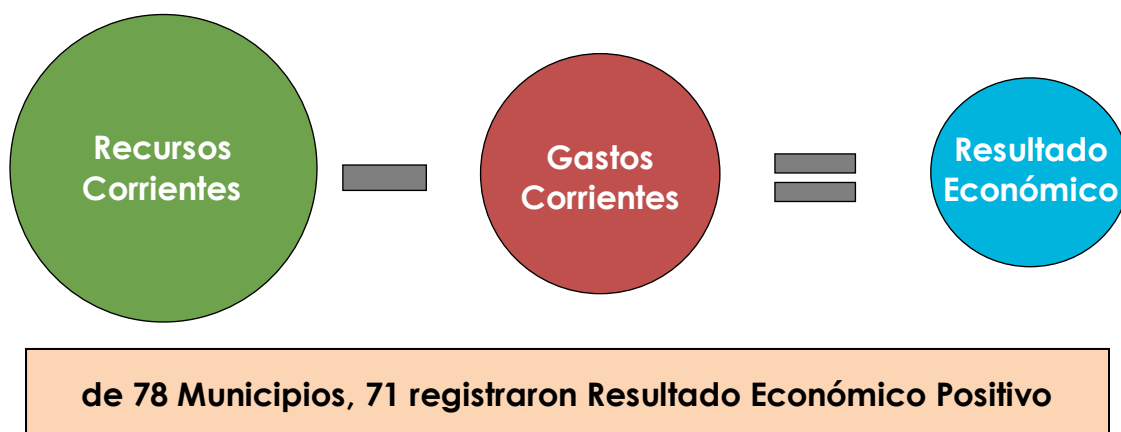 Recursos
Corrientes
Gastos
Corrientes
Resultado
Económico
de 78 Municipios, 71 registraron Resultado Económico Positivo